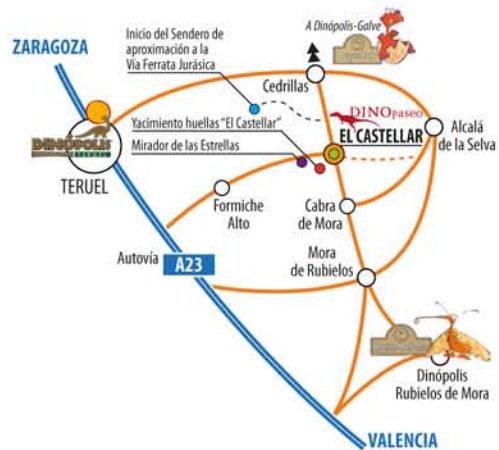 A Dinópolis-Galve
Inicio del Sendero de
aproximación a la
Vía Ferrata Jurásica
ZARAGOZA
Cedrillas
DINOpaseo
EL CASTELLAR
Alcalá
de la Selva
Yacimiento huellas "El Castellar"
Mirador de las Estrellas
DINÓPOLIS
TERUEL
TERUEL
Formiche
Alto
Cabra
de Mora
Autovía A23
Mora
de Rubielos
Dinópolis
Rubielos de Mora
VALENCIA